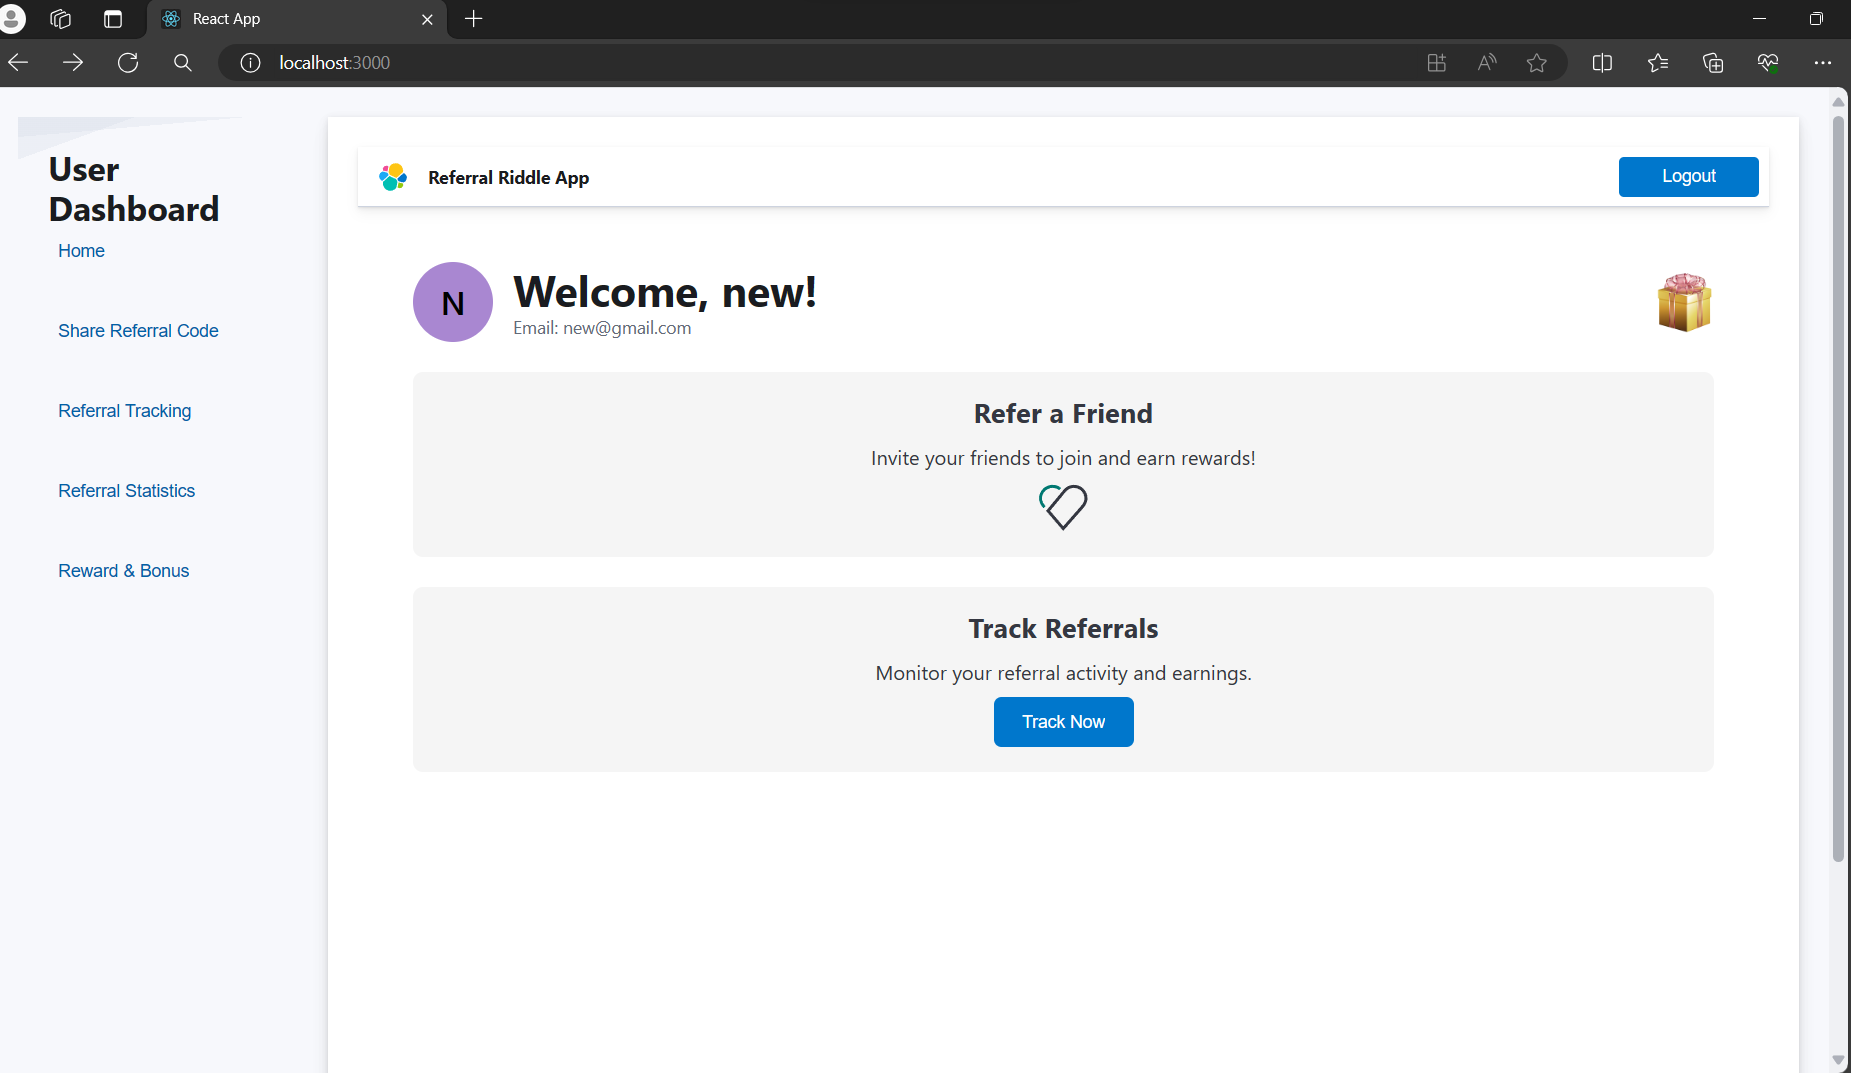 React App
localhost:3000
User
Dashboard
Home
Share Referral Code
Referral Tracking
Referral Statistics
Reward & Bonus
Referral Riddle App
Logout
N
Welcome, new!
Email: new@gmail.com
Refer a Friend
Invite your friends to join and earn rewards!
Track Referrals
Monitor your referral activity and earnings.
Track Now